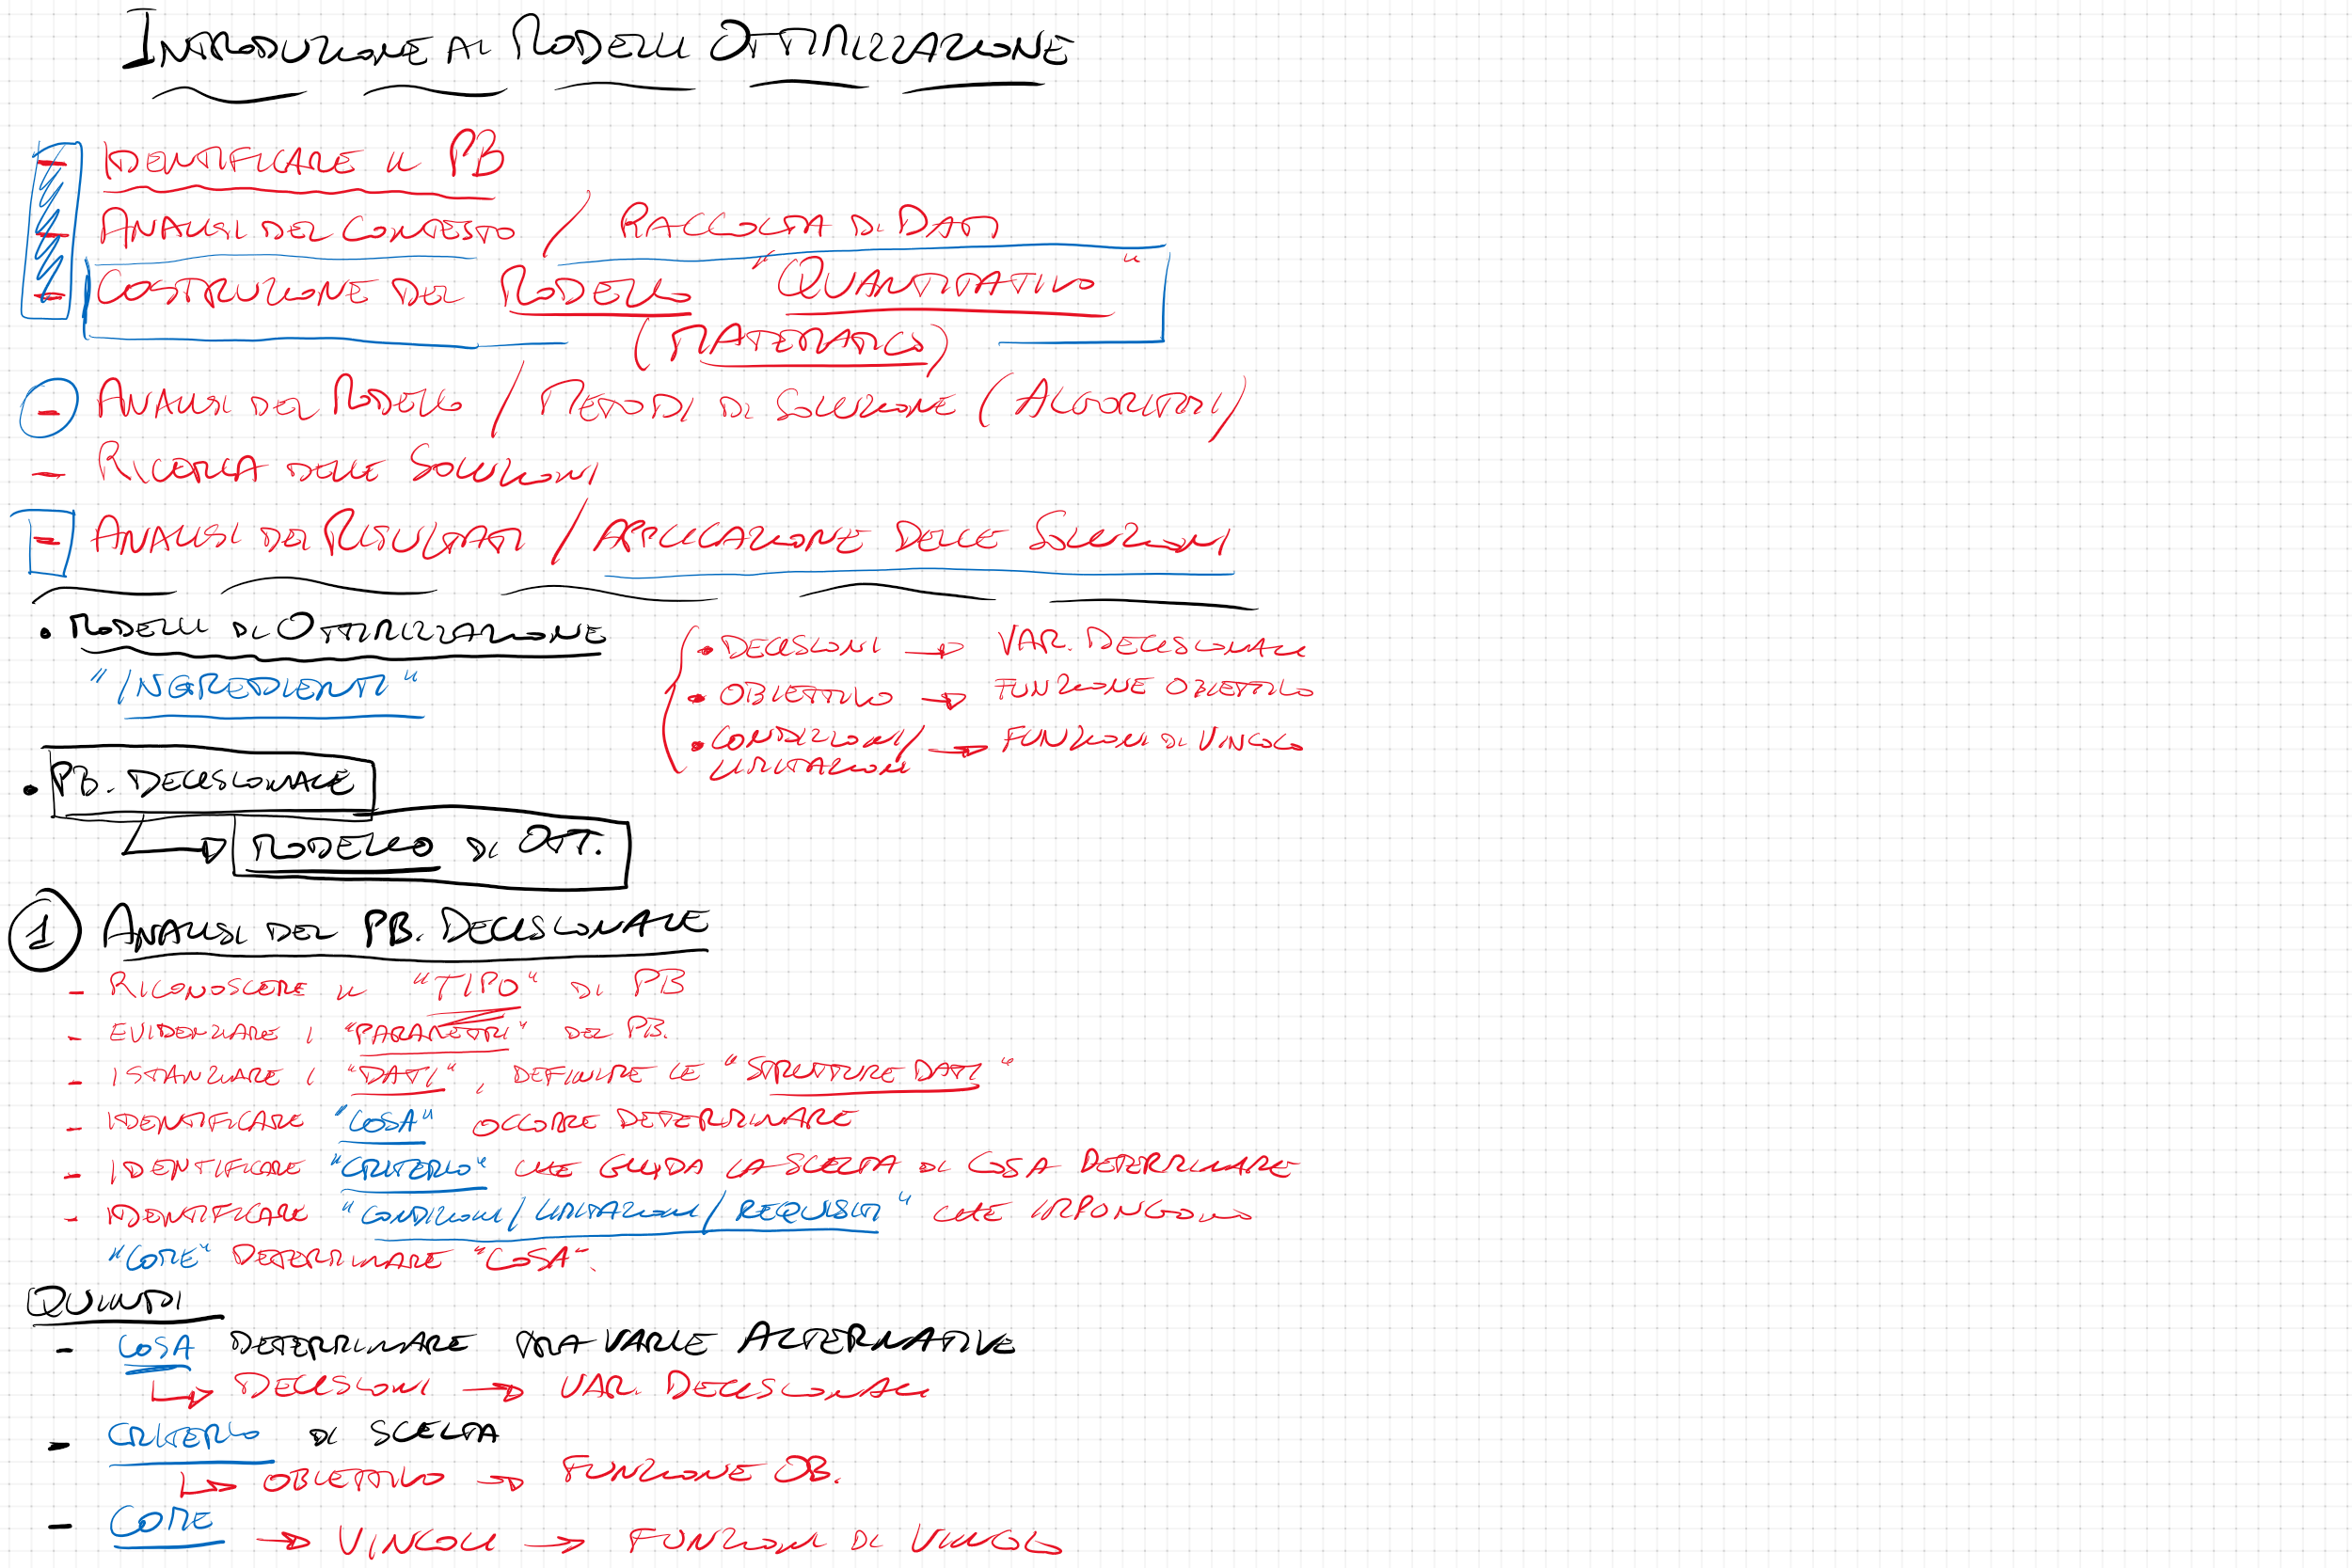 INTRODUZIONE AI MODELLI OTTIMIZZAZIONE
- IDENTIFICARE IL PB
- ANALISI DEL CONTESTO / RACCOLTA DI DATI
- COSTRUZIONE DEL MODELLO "QUANTITATIVO"
(MATEMATICO)
- ANALISI DEL MODELLO / METODI DI SOLUZIONE (ALGORITMI)
- RICERCA DELLE SOLUZIONI
- ANALISI DEI RISULTATI / APPLICAZIONE DELLE SOLUZIONI
• MODELLI DI OTTIMIZZAZIONE
"INGREDIENTI"
• DECISIONI → VAR. DECISIONALI
• OBIETTIVO → FUNZIONE OBIETTIVO
• CONDIZIONI/ → FUNZIONI DI VINCOLO
LIMITAZIONI
• PB. DECISIONALE
→ MODELLO DI OTT.
1 ANALISI DEL PB. DECISIONALE
- RICONOSCERE IL "TIPO" DI PB
- EVIDENZIARE I "PARAMETRI" DEL PB.
- ISTANZIARE I "DATI", DEFINIRE LE "STRUTTURE DATI"
- IDENTIFICARE "COSA" OCCORRE DETERMINARE
- IDENTIFICARE "CRITERIO" CHE GUIDA LA SCELTA DI COSA DETERMINARE
- IDENTIFICARE "CONDIZIONI/LIMITAZIONI/REQUISITI" CHE IMPONGONO
"COME" DETERMINARE "COSA".
QUINDI
- COSA DETERMINARE TRA VARIE ALTERNATIVE
↳ DECISIONI → VAR. DECISIONALI
- CRITERIO DI SCELTA
↳ OBIETTIVO → FUNZIONE OB.
- COME → VINCOLI → FUNZIONI DI VINCOLO